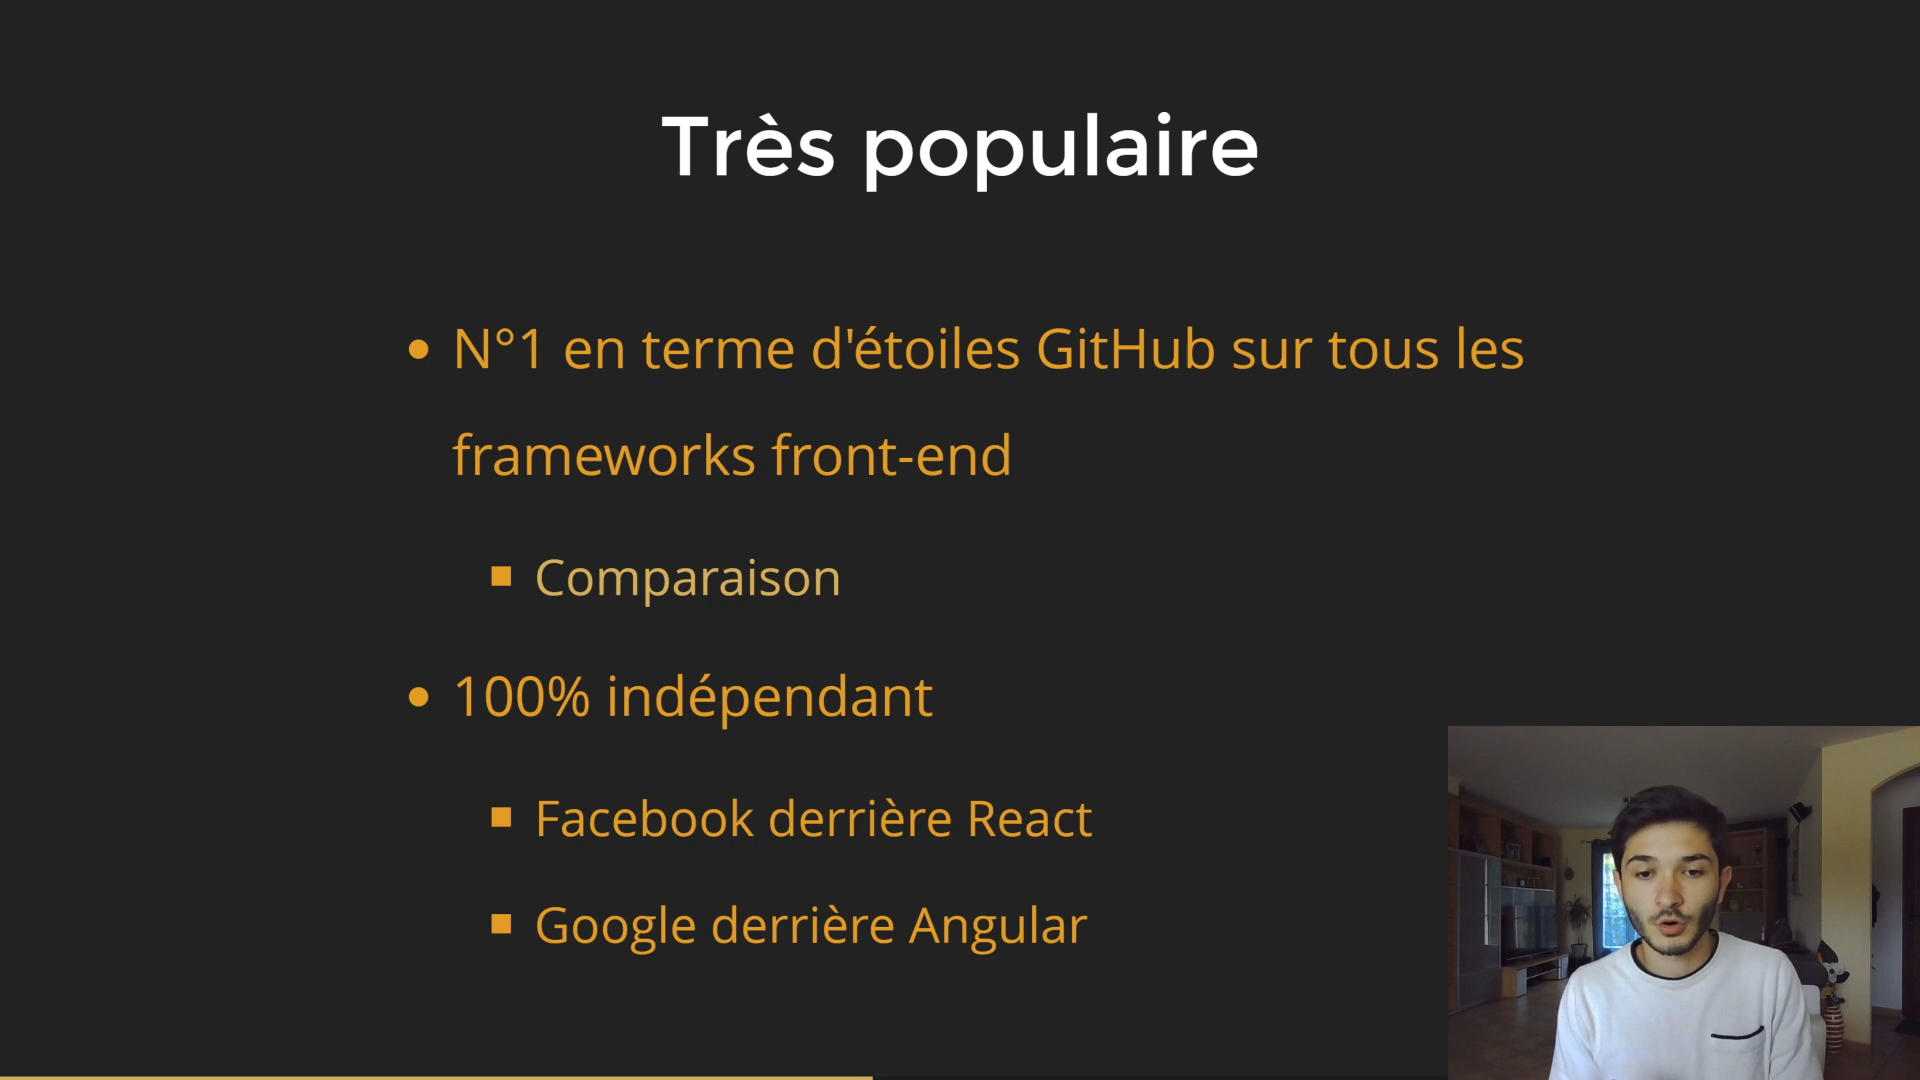 Très populaire
N°1 en terme d'étoiles GitHub sur tous les
frameworks front-end
Comparaison
100% indépendant
Facebook derrière React
Google derrière Angular